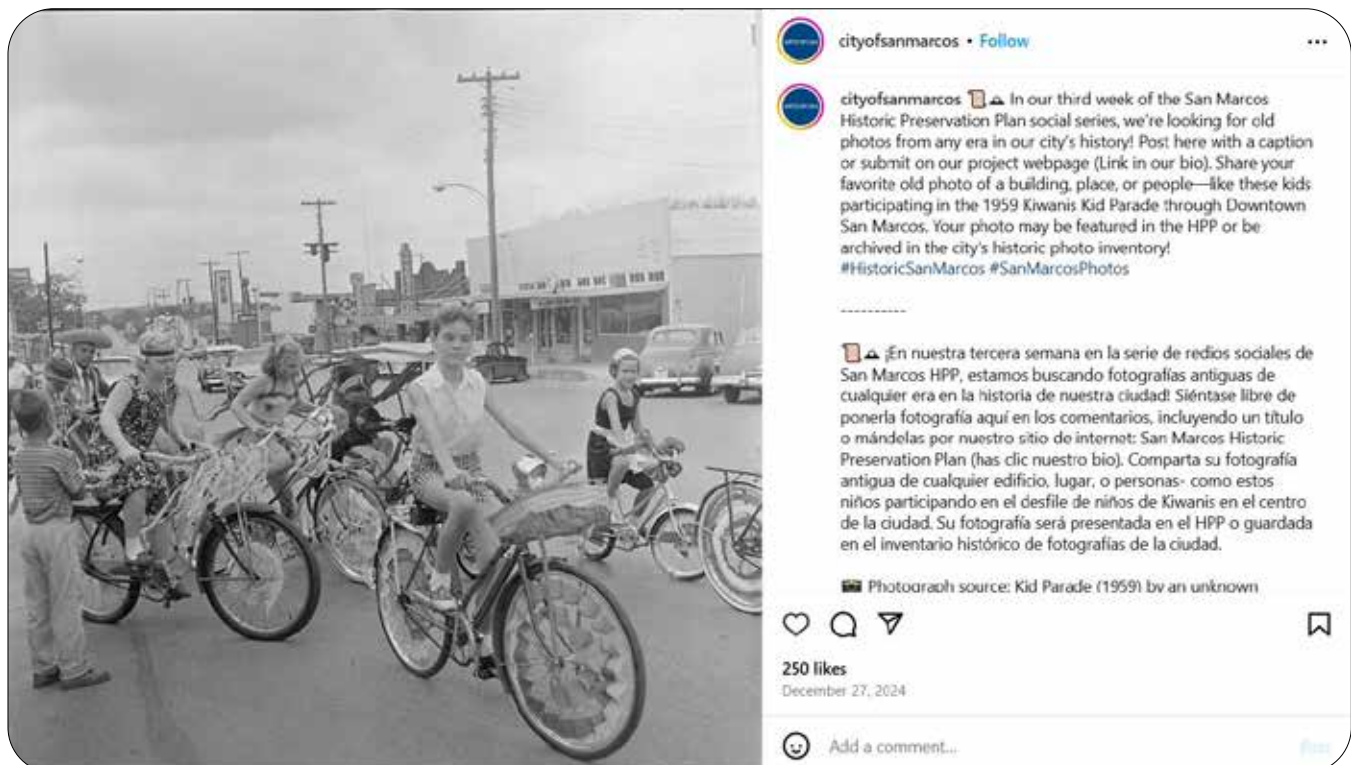 cityofsanmarcos • Follow
cityofsanmarcos 📜🏔 In our third week of the San Marcos
Historic Preservation Plan social series, we're looking for old
photos from any era in our city's history! Post here with a caption
or submit on our project webpage (Link in our bio). Share your
favorite old photo of a building, place, or people—like these kids
participating in the 1959 Kiwanis Kid Parade through Downtown
San Marcos. Your photo may be featured in the HPP or be
archived in the city's historic photo inventory!
#HistoricSanMarcos #SanMarcosPhotos
----------
📜🏔 ¡En nuestra tercera semana en la serie de redios sociales de
San Marcos HPP, estamos buscando fotografías antiguas de
cualquier era en la historia de nuestra ciudad! Siéntase libre de
ponerla fotografía aquí en los comentarios, incluyendo un título
o mándelas por nuestro sitio de internet: San Marcos Historic
Preservation Plan (has clic nuestro bio). Comparta su fotografía
antigua de cualquier edificio, lugar, o personas- como estos
niños participando en el desfile de niños de Kiwanis en el centro
de la ciudad. Su fotografía será presentada en el HPP o guardada
en el inventario histórico de fotografías de la ciudad.
📷 Photograph source: Kid Parade (1959) by an unknown
250 likes
December 27, 2024
Add a comment...
Post